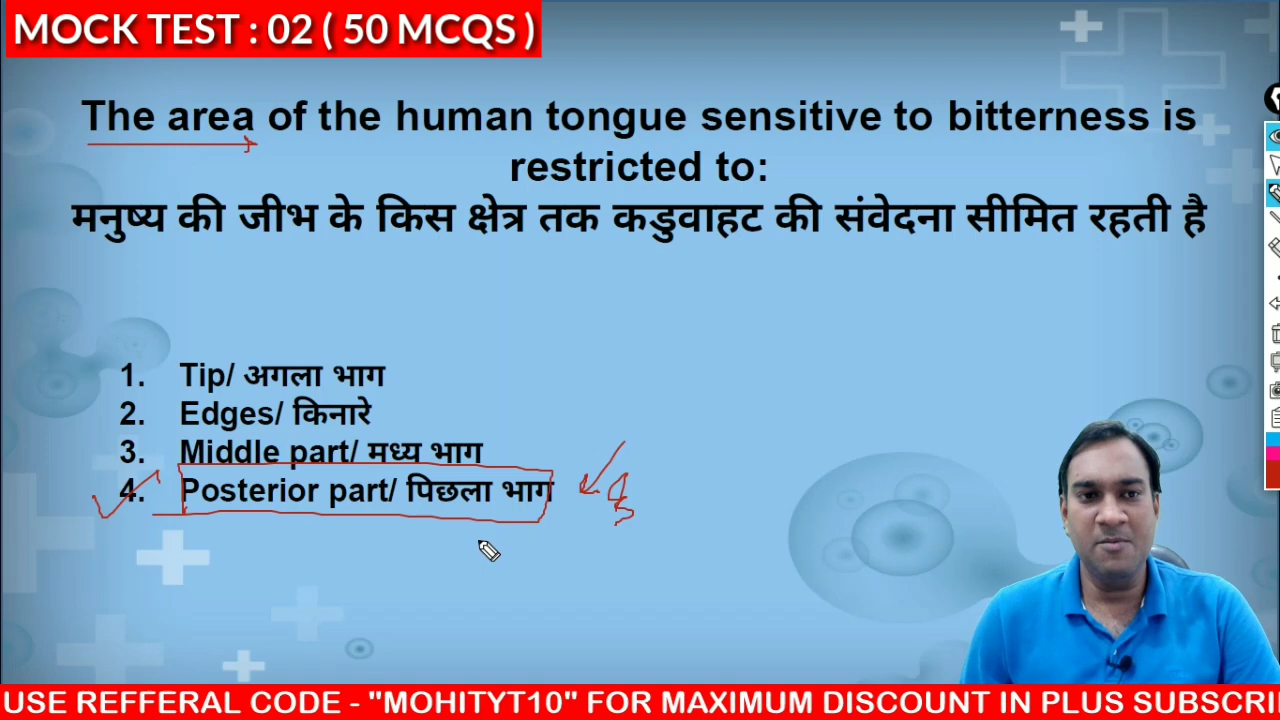 MOCK TEST : 02 ( 50 MCQS )
The area of the human tongue sensitive to bitterness is
restricted to:
मनुष्य की जीभ के किस क्षेत्र तक कडुवाहट की संवेदना सीमित रहती है
1. Tip/ अगला भाग
2. Edges/ किनारे
3. Middle part/ मध्य भाग
4. Posterior part/ पिछला भाग
USE REFFERAL CODE - "MOHITYT10" FOR MAXIMUM DISCOUNT IN PLUS SUBSCRI